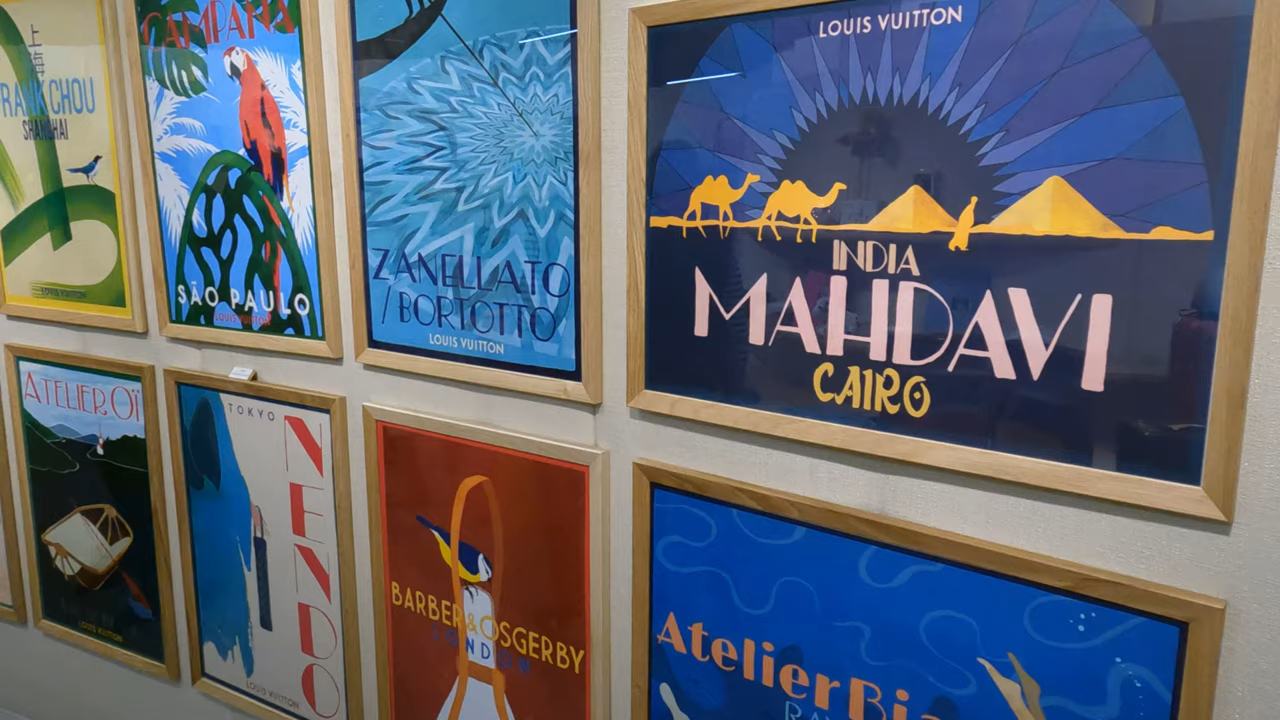 上海
FRANK CHOU
SHANGHAI
LOUIS VUITTON
CAMPANA
SÃO PAULO
LOUIS VUITTON
ZANELLATO
/ BORTOTTO
LOUIS VUITTON
LOUIS VUITTON
INDIA
MAHDAVI
CAIRO
ATELIER OÏ
LOUIS VUITTON
TOKYO
NENDO
LOUIS VUITTON
BARBER & OSGERBY
LONDON
Atelier